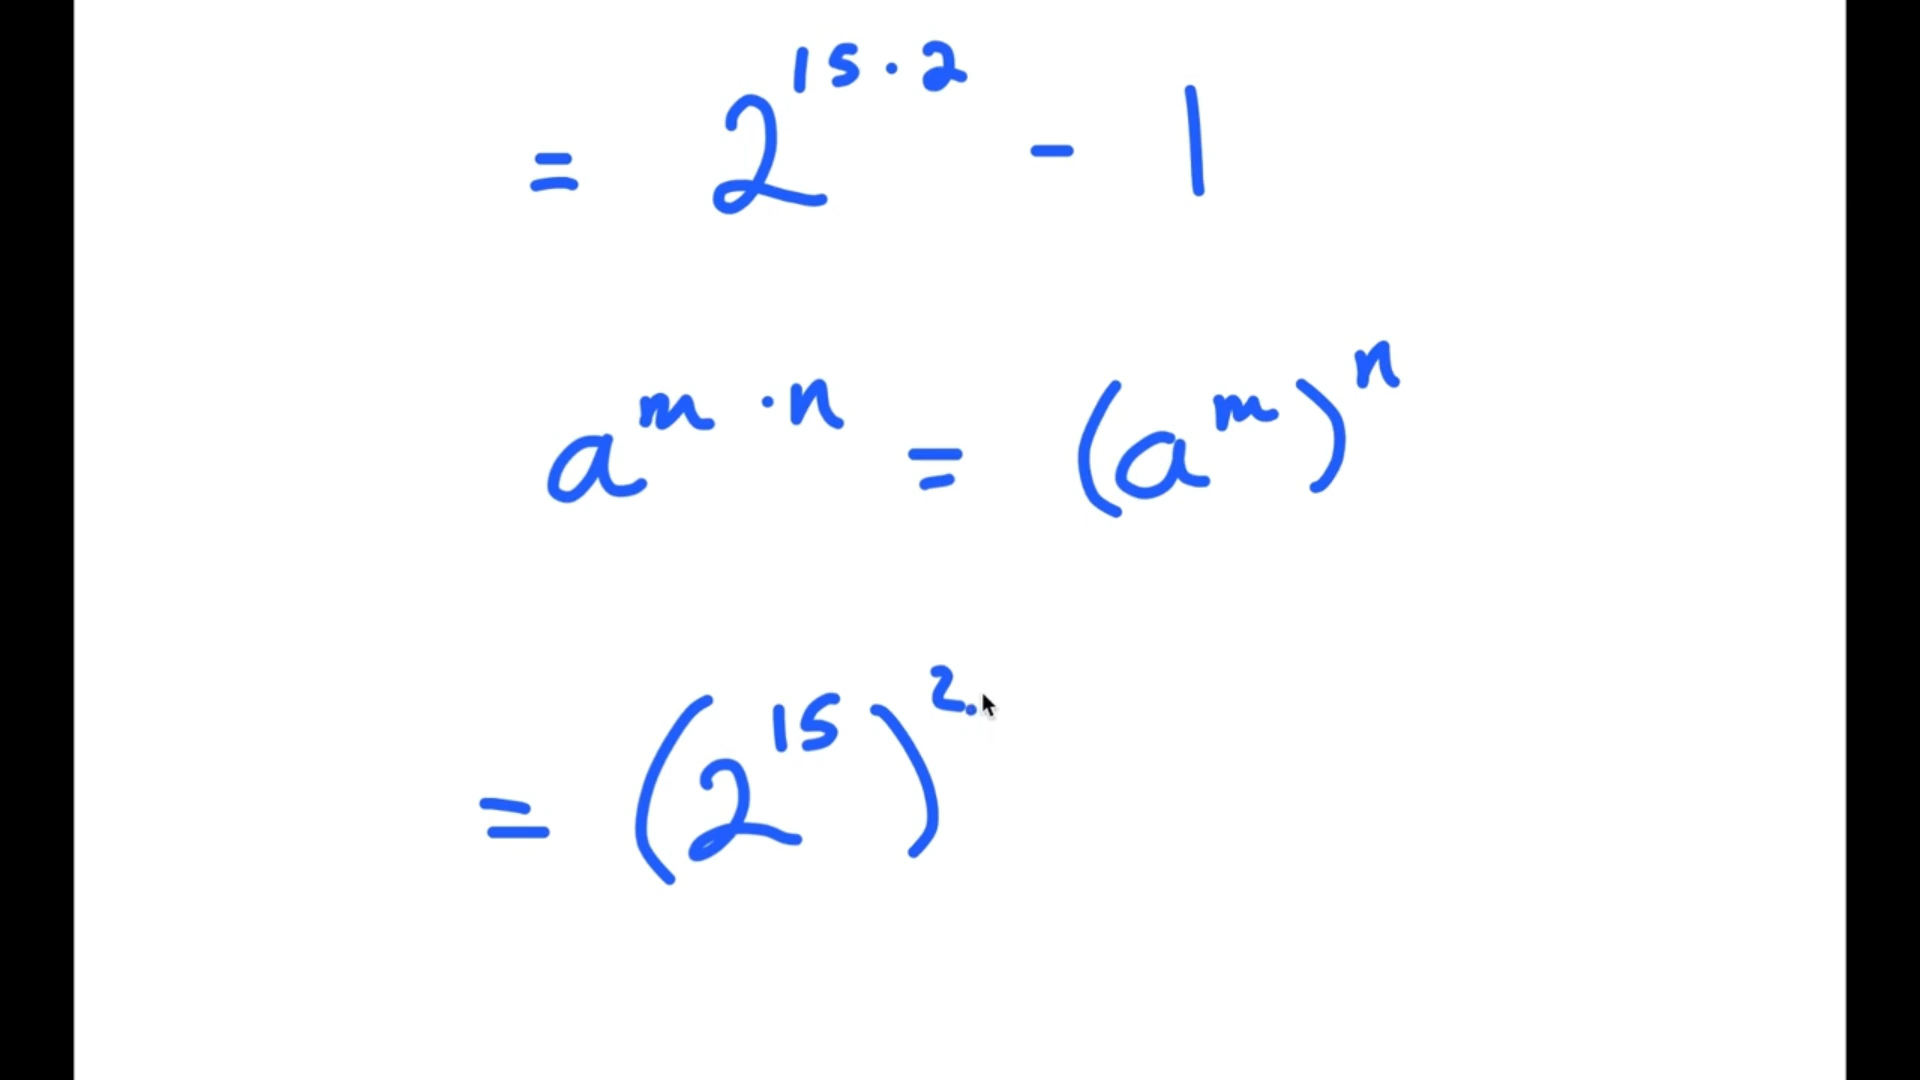 = 2^{15·2} - 1
a^{m·n} = (a^m)^n
= (2^{15})^2